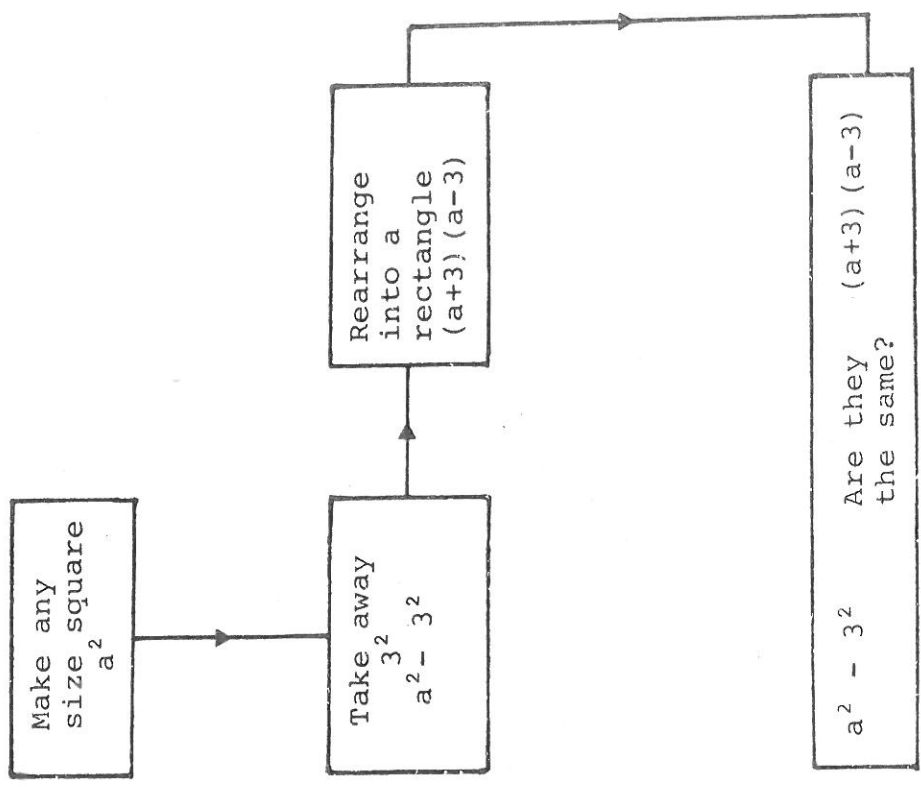 Make any
size square
a²
Take away
3²
a² - 3²
Rearrange
into a
rectangle
(a+3)(a-3)
a² - 3² Are they the same? (a+3)(a-3)